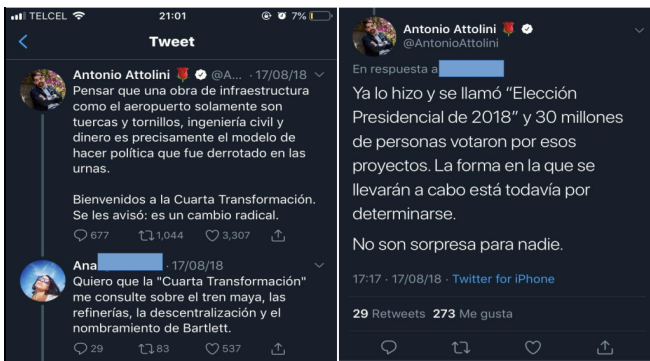 TELCEL 21:01 7%
Tweet
Antonio Attolini @A... · 17/08/18
Pensar que una obra de infraestructura
como el aeropuerto solamente son
tuercas y tornillos, ingeniería civil y
dinero es precisamente el modelo de
hacer política que fue derrotado en las
urnas.
Bienvenidos a la Cuarta Transformación.
Se les avisó: es un cambio radical.
677 1,044 3,307
Ana · 17/08/18
Quiero que la "Cuarta Transformación"
me consulte sobre el tren maya, las
refinerías, la descentralización y el
nombramiento de Bartlett.
29 83 537
Antonio Attolini
@AntonioAttolini
En respuesta a
Ya lo hizo y se llamó “Elección
Presidencial de 2018” y 30 millones
de personas votaron por esos
proyectos. La forma en la que se
llevarán a cabo está todavía por
determinarse.
No son sorpresa para nadie.
17:17 · 17/08/18 · Twitter for iPhone
29 Retweets 273 Me gusta